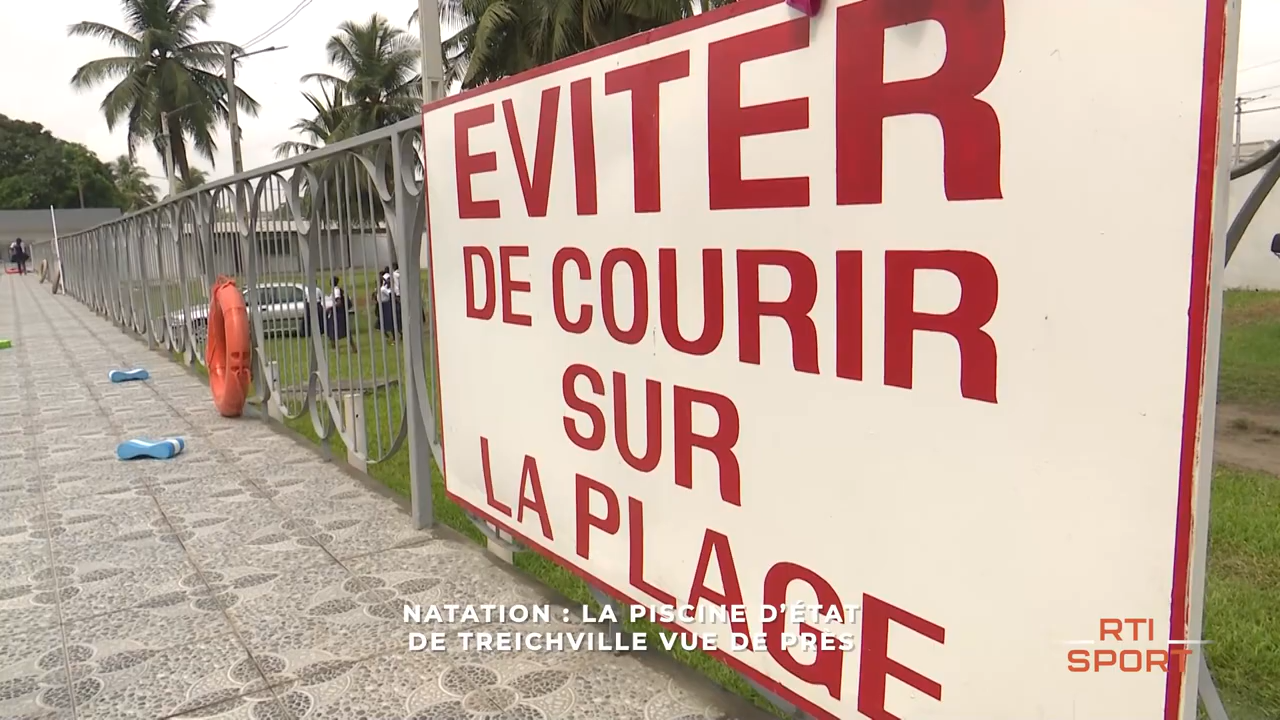 EVITER
DE COURIR
SUR
LA PLAGE
NATATION : LA PISCINE D'ÉTAT
DE TREICHVILLE VUE DE PRÈS
RTI
SPORT